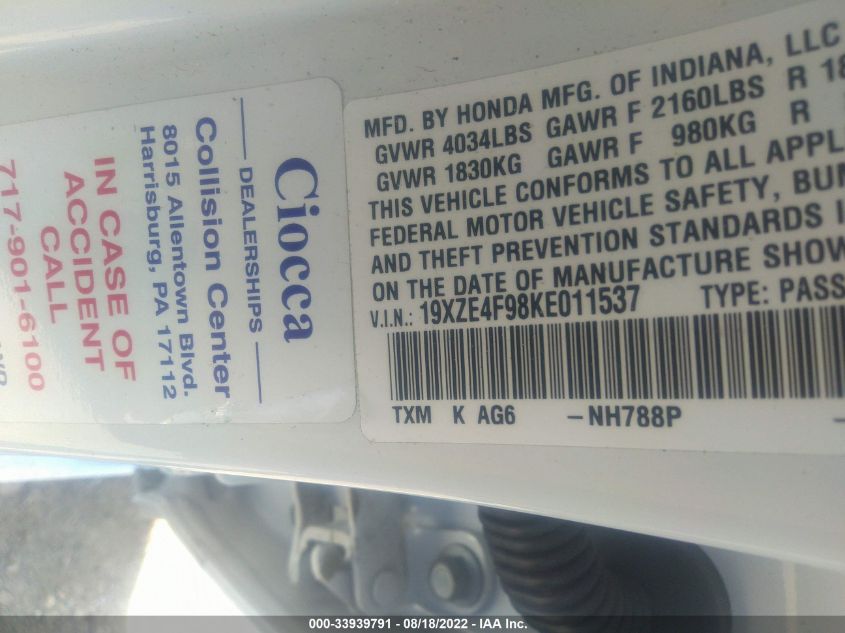 Ciocca
DEALERSHIPS
Collision Center
8015 Allentown Blvd.
Harrisburg, PA 17112
IN CASE OF
ACCIDENT
CALL
717-901-6100
MFD. BY HONDA MFG. OF INDIANA, LLC
GVWR 4034LBS GAWR F 2160LBS R 18
GVWR 1830KG GAWR F 980KG R
THIS VEHICLE CONFORMS TO ALL APPL
FEDERAL MOTOR VEHICLE SAFETY, BUM
AND THEFT PREVENTION STANDARDS I
ON THE DATE OF MANUFACTURE SHOW
V.I.N.: 19XZE4F98KE011537 TYPE: PASS
TXM K AG6 -NH788P -
000-33939791 - 08/18/2022 - IAA Inc.